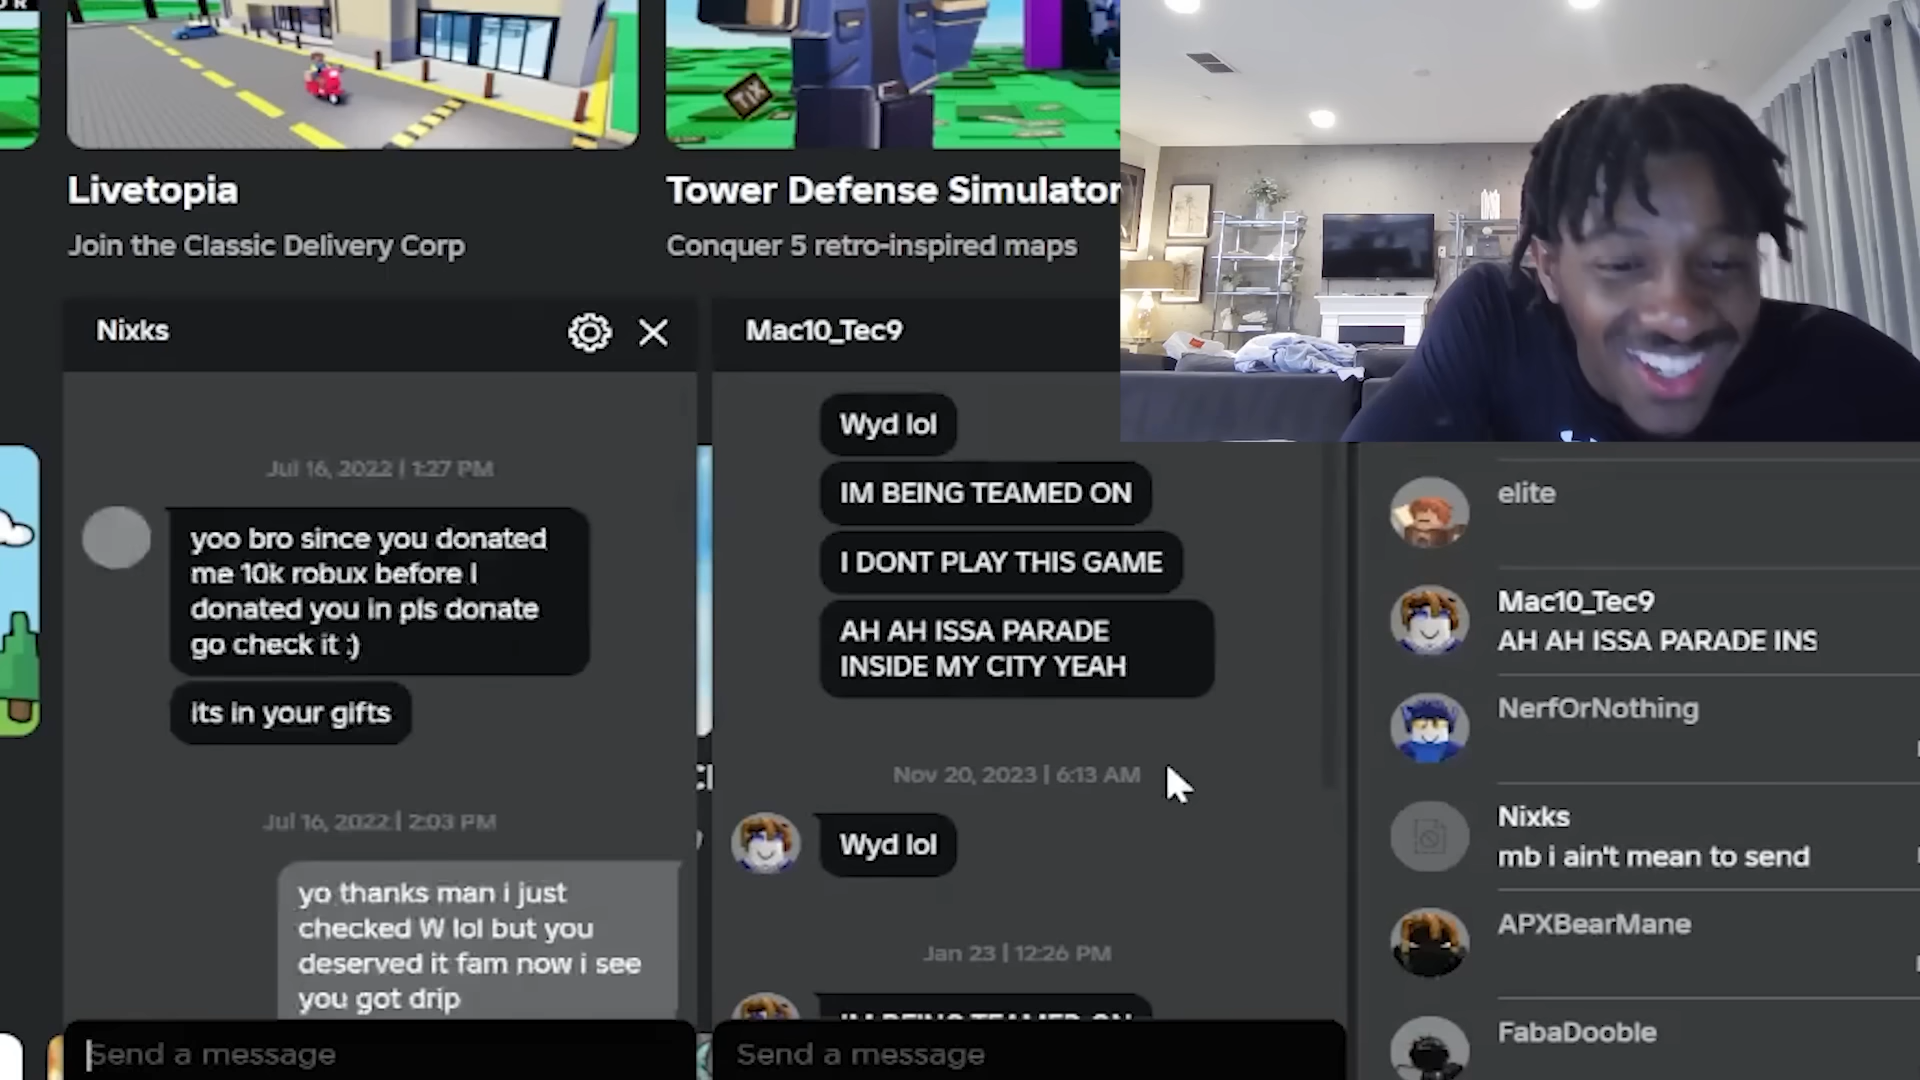 OR
TIX
Livetopia
Join the Classic Delivery Corp
Tower Defense Simulator
Conquer 5 retro-inspired maps
Nixks
Jul 16, 2022 | 1:27 PM
yoo bro since you donated
me 10k robux before I
donated you in pls donate
go check it :)
its in your gifts
Jul 16, 2022 | 2:03 PM
yo thanks man i just
checked W lol but you
deserved it fam now i see
you got drip
Send a message
Mac10_Tec9
Wyd lol
IM BEING TEAMED ON
I DONT PLAY THIS GAME
AH AH ISSA PARADE
INSIDE MY CITY YEAH
Nov 20, 2023 | 6:13 AM
Wyd lol
Jan 23 | 12:26 PM
IM BEING TEAMED ON
Send a message
elite
Mac10_Tec9
AH AH ISSA PARADE INS
NerfOrNothing
Nixks
mb i ain't mean to send
APXBearMane
FabaDooble